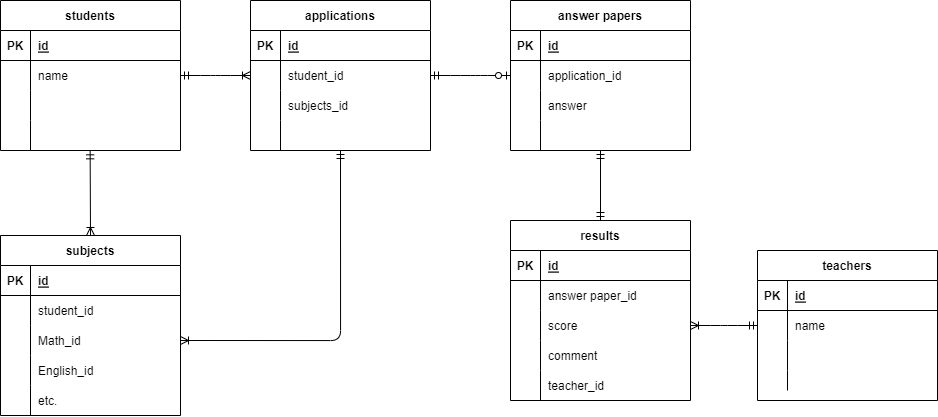 students
PK id
name
applications
PK id
student_id
subjects_id
answer papers
PK id
application_id
answer
subjects
PK id
student_id
Math_id
English_id
etc.
results
PK id
answer paper_id
score
comment
teacher_id
teachers
PK id
name